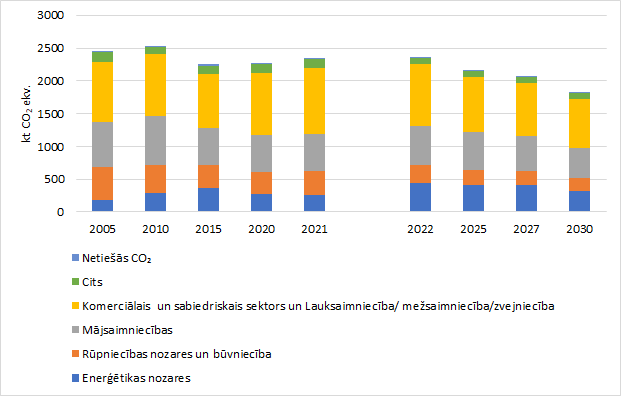 3000
2500
2000
1500
1000
500
0
kt CO₂ ekv.
2005 2010 2015 2020 2021 2022 2025 2027 2030
Netiešās CO₂
Cits
Komerciālais un sabiedriskais sektors un Lauksaimniecība/ mežsaimniecība/zvejniecība
Mājsaimniecības
Rūpniecības nozares un būvniecība
Enerģētikas nozares